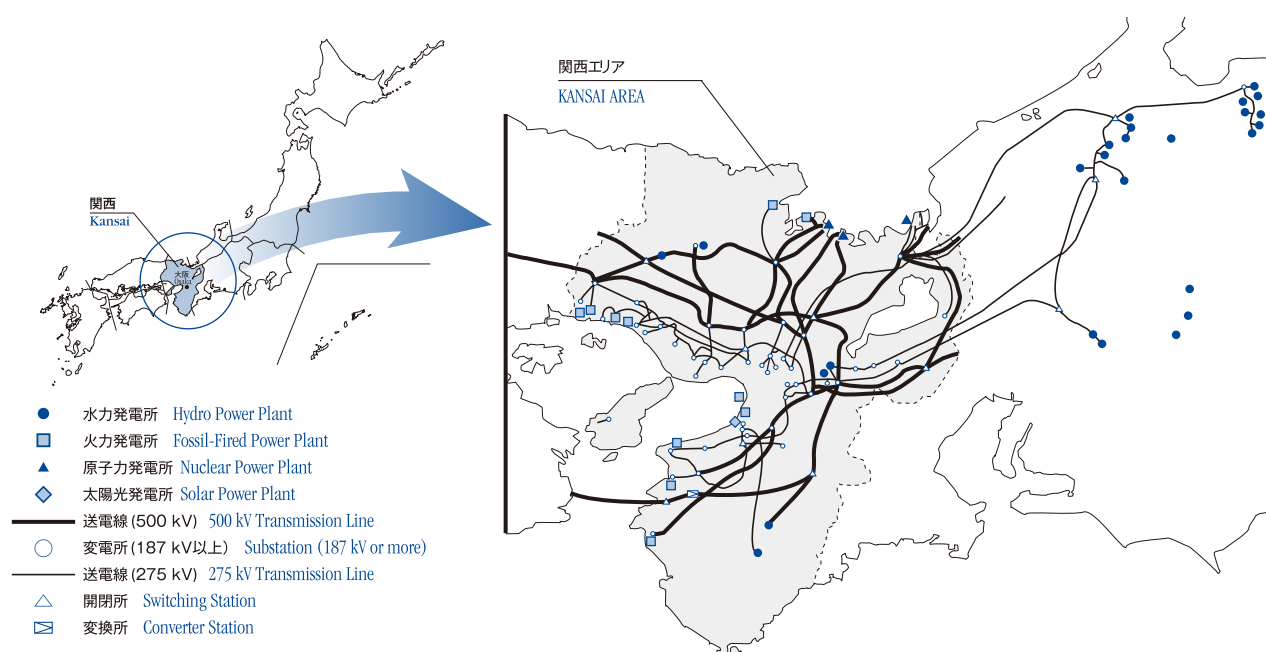 関西
Kansai
大阪
Osaka
関西エリア
KANSAI AREA
水力発電所 Hydro Power Plant
火力発電所 Fossil-Fired Power Plant
原子力発電所 Nuclear Power Plant
太陽光発電所 Solar Power Plant
送電線(500 kV) 500 kV Transmission Line
変電所(187 kV以上) Substation (187 kV or more)
送電線(275 kV) 275 kV Transmission Line
開閉所 Switching Station
変換所 Converter Station